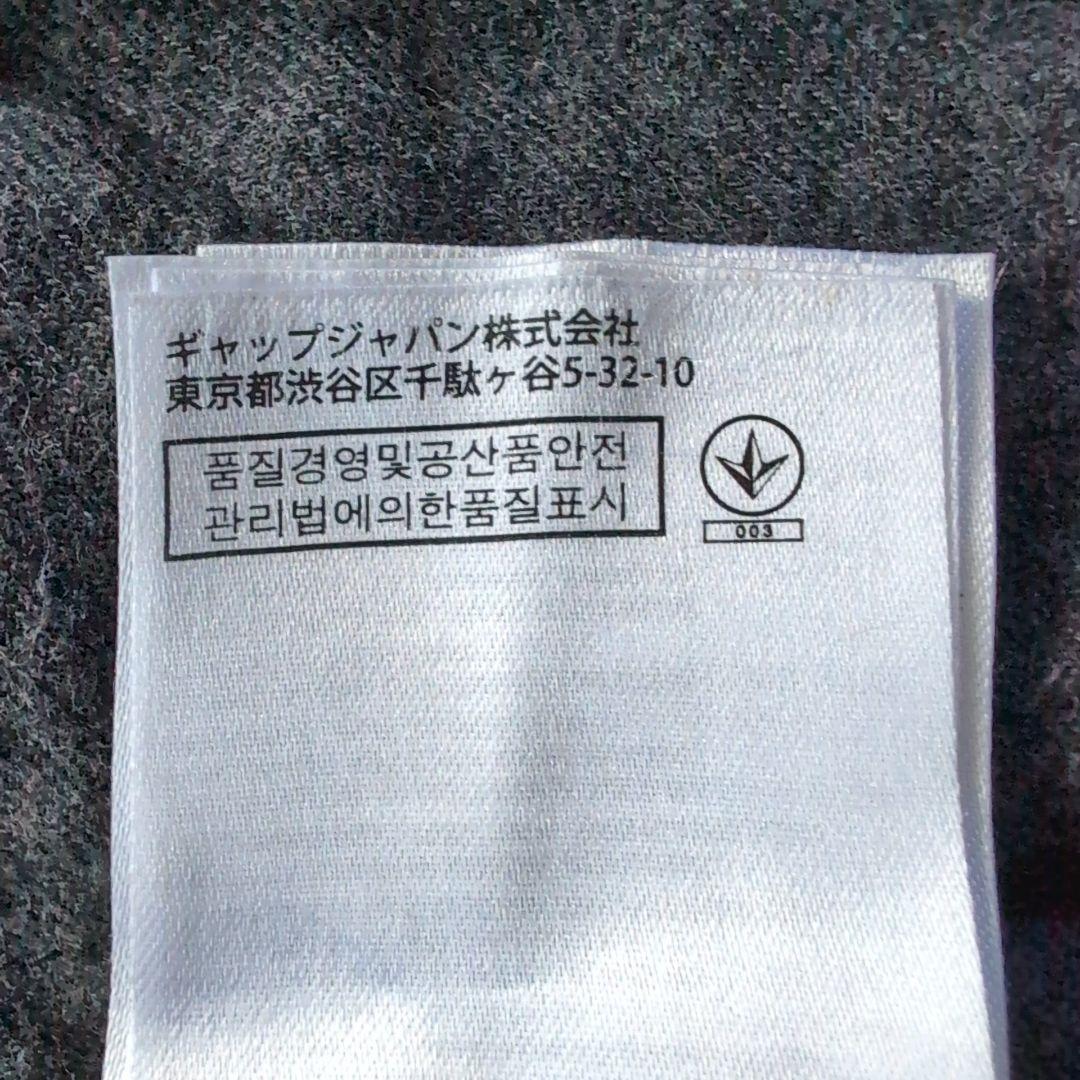 ギャップジャパン株式会社
東京都渋谷区千駄ヶ谷5-32-10
품질경영및공산품안전
관리법에의한품질표시
003